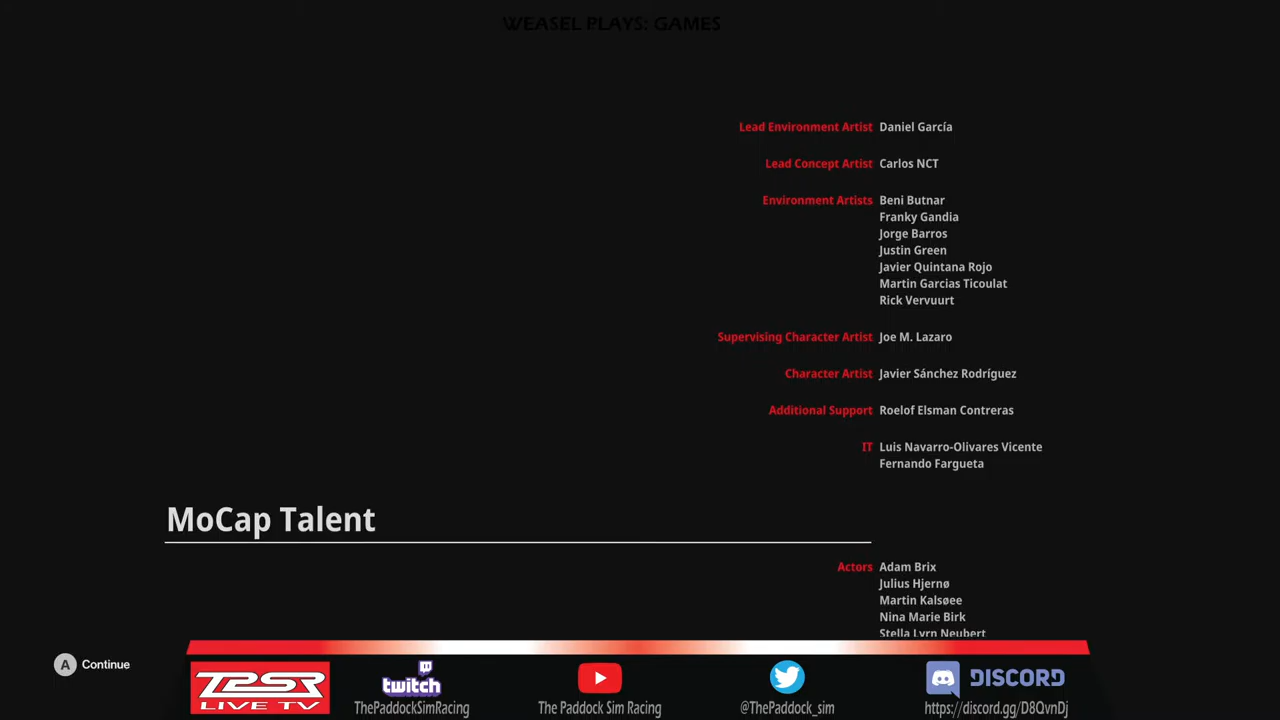 WEASEL PLAYS: GAMES
Lead Environment Artist Daniel García
Lead Concept Artist Carlos NCT
Environment Artists Beni Butnar
Franky Gandia
Jorge Barros
Justin Green
Javier Quintana Rojo
Martin Garcias Ticoulat
Rick Vervuurt
Supervising Character Artist Joe M. Lazaro
Character Artist Javier Sánchez Rodríguez
Additional Support Roelof Elsman Contreras
IT Luis Navarro-Olivares Vicente
Fernando Fargueta
MoCap Talent
Actors Adam Brix
Julius Hjernø
Martin Kalsøee
Nina Marie Birk
Stella Lyrn Neubert
A Continue
TPSR
LIVE TV
twitch
ThePaddockSimRacing
The Paddock Sim Racing
@ThePaddock_sim
DISCORD
https://discord.gg/D8QvnDj